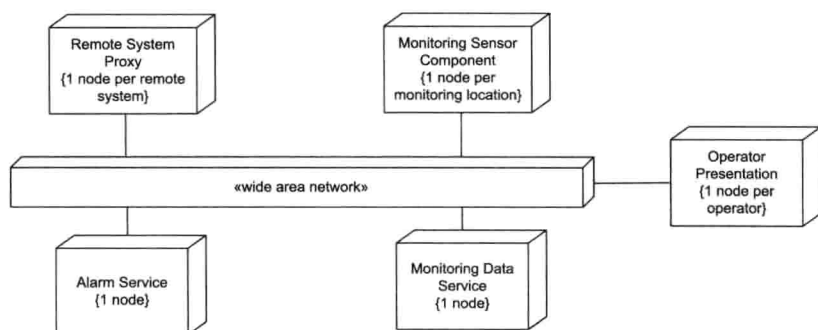 Remote System
Proxy
{1 node per remote
system}
Monitoring Sensor
Component
{1 node per
monitoring location}
«wide area network»
Operator
Presentation
{1 node per
operator}
Alarm Service
{1 node}
Monitoring Data
Service
{1 node}